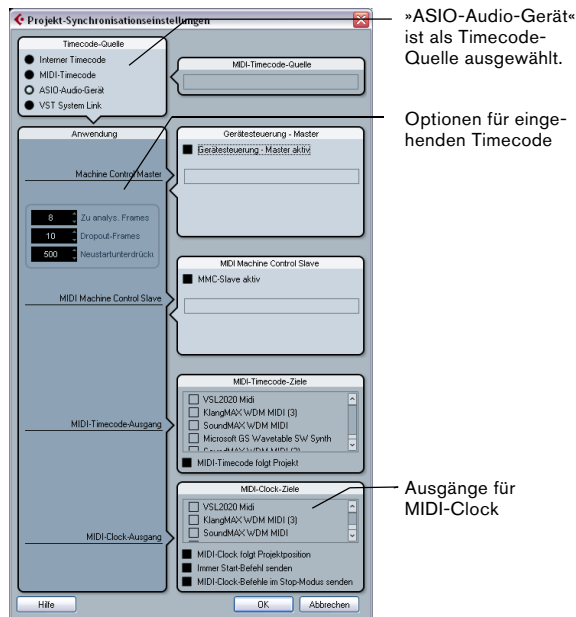 Projekt-Synchronisationseinstellungen
»ASIO-Audio-Gerät«
ist als Timecode-
Quelle ausgewählt.
Timecode-Quelle
Interner Timecode
MIDI-Timecode
ASIO-Audio-Gerät
VST System Link
MIDI-Timecode-Quelle
Optionen für einge-
henden Timecode
Anwendung
Machine Control Master
8 Zu analys. Frames
10 Dropout-Frames
500 Neustartunterdrücku
MIDI Machine Control Slave
MIDI-Timecode-Ausgang
MIDI-Clock-Ausgang
Gerätesteuerung - Master
Gerätesteuerung - Master aktiv
MIDI Machine Control Slave
MMC-Slave aktiv
MIDI-Timecode-Ziele
VSL2020 Midi
KlangMAX WDM MIDI (3)
SoundMAX WDM MIDI
Microsoft GS Wavetable SW Synth
SoundMAX WDM MIDI (2)
MIDI-Timecode folgt Projekt
MIDI-Clock-Ziele
VSL2020 Midi
KlangMAX WDM MIDI (3)
SoundMAX WDM MIDI
MIDI-Clock folgt Projektposition
Immer Start-Befehl senden
MIDI-Clock-Befehle im Stop-Modus senden
Ausgänge für
MIDI-Clock
Hilfe
OK
Abbrechen